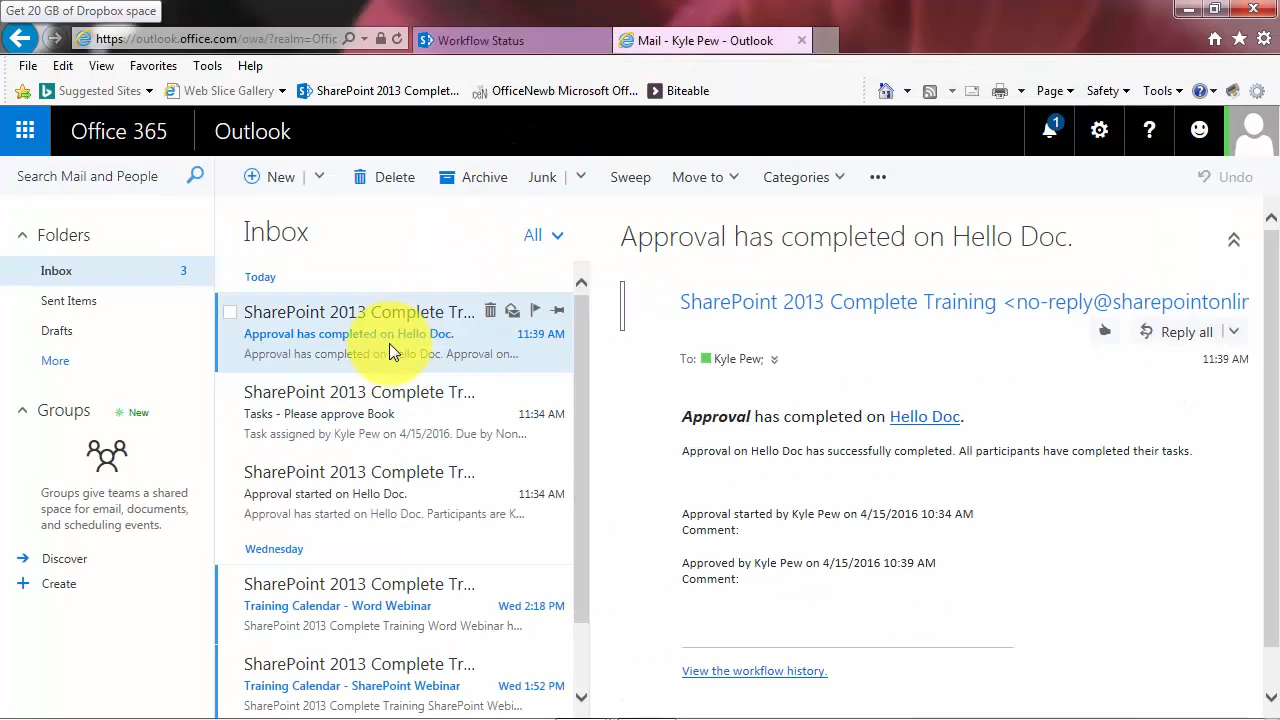 Get 20 GB of Dropbox space
https://outlook.office.com/owa/?realm=Offic
Workflow Status
Mail - Kyle Pew - Outlook
File Edit View Favorites Tools Help
Suggested Sites
Web Slice Gallery
SharePoint 2013 Complet...
OfficeNewb Microsoft Off...
Biteable
Page
Safety
Tools
Office 365
Outlook
1
Search Mail and People
New
Delete
Archive
Junk
Sweep
Move to
Categories
Undo
Folders
Inbox 3
Sent Items
Drafts
More
Groups
New
Groups give teams a shared
space for email, documents,
and scheduling events.
Discover
Create
Inbox
All
Today
SharePoint 2013 Complete Tr...
Approval has completed on Hello Doc. 11:39 AM
Approval has completed on Hello Doc. Approval on...
SharePoint 2013 Complete Tr...
Tasks - Please approve Book 11:34 AM
Task assigned by Kyle Pew on 4/15/2016. Due by Non...
SharePoint 2013 Complete Tr...
Approval started on Hello Doc. 11:34 AM
Approval has started on Hello Doc. Participants are K...
Wednesday
SharePoint 2013 Complete Tr...
Training Calendar - Word Webinar Wed 2:18 PM
SharePoint 2013 Complete Training Word Webinar h...
SharePoint 2013 Complete Tr...
Training Calendar - SharePoint Webinar Wed 1:52 PM
SharePoint 2013 Complete Training SharePoint Web...
Approval has completed on Hello Doc.
SharePoint 2013 Complete Training <no-reply@sharepointonlin
Reply all
To: Kyle Pew;
11:39 AM
Approval has completed on Hello Doc.
Approval on Hello Doc has successfully completed. All participants have completed their tasks.
Approval started by Kyle Pew on 4/15/2016 10:34 AM
Comment:
Approved by Kyle Pew on 4/15/2016 10:39 AM
Comment:
View the workflow history.